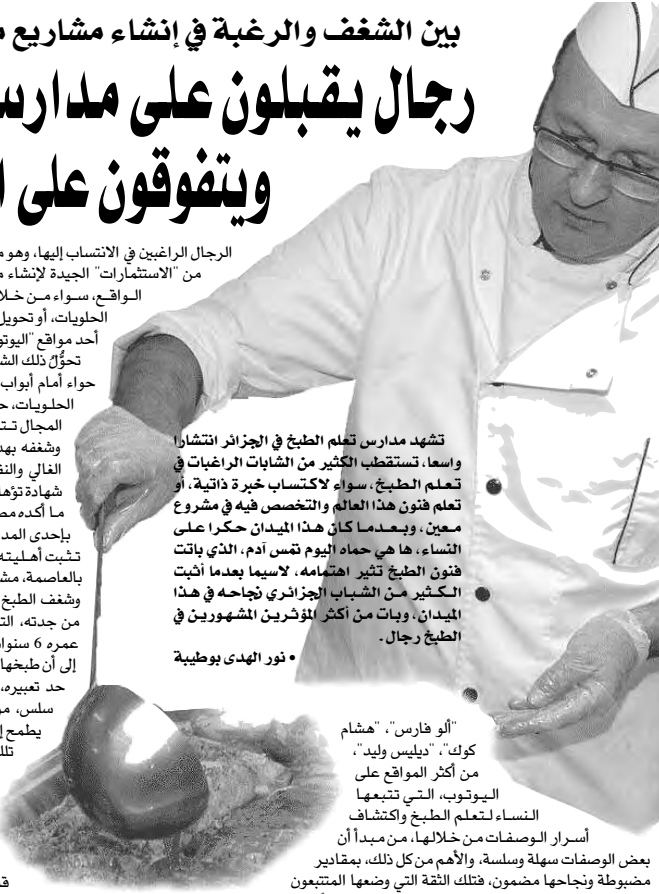 بين الشغف والرغبة في إنشاء مشاريع
رجال يقبلون على مدارس
ويتفوقون على
تشهد مدارس تعلم الطبخ في الجزائر انتشارا
واسعا، تستقطب الكثير من الشابات الراغبات في
تعلم الطبخ، سواء لاكتساب خبرة ذاتية، أو
تعلم فنون هذا العالم والتخصص فيه في مشروع
معين، وبعدما كان هذا الميدان حكرا على
النساء، ها هي حماه اليوم تمس آدم، الذي باتت
فنون الطبخ تثير اهتمامه، لاسيما بعدما أثبت
الكثير من الشباب الجزائري نجاحه في هذا
الميدان، وبات من أكثر المؤثرين المشهورين في
الطبخ رجال.
• نور الهدى بوطيبة
"ألو فارس"، "هشام
كوك"، "ديليس وليد"،
من أكثر المواقع على
اليوتوب، التي تتبعها
النساء لتعلم الطبخ واكتشاف
أسرار الوصفات من خلالها، من مبدأ أن
بعض الوصفات سهلة وسلسة، والأهم من كل ذلك، بمقادير
مضبوطة ونجاحها مضمون، فتلك الثقة التي وضعها المتتبعون
الرجال الراغبين في الانتساب إليها، وهو
من "الاستثمارات" الجيدة لإنشاء
الواقع، سواء من خلا
الحلويات، أو تحويل
أحد مواقع "اليوتو
تحوّل ذلك الش
حواء أمام أبواب
الحلويات،
المجال تت
وشغفه بهذ
الغالي والنف
شهادة تؤها
ما أكده مص
بإحدى المد
تثبت أهليته
بالعاصمة، مش
وشغف الطبخ
من جدته، الت
عمره 6 سنوات
إلى أن طبخها
حد تعبيره،
سلس، مر
يطمح إ
تلك